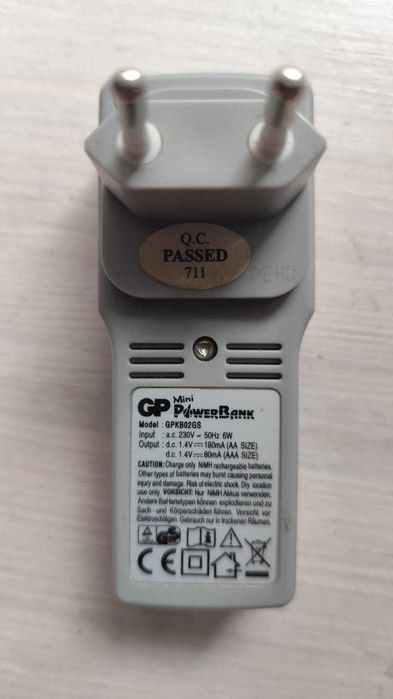 Q.C.
PASSED
711
GP Mini PowerBank
Model : GPKB02GS
Input : a.c. 230V ~ 50Hz 6W
Output : d.c. 1.4V ⎓ 180mA (AA SIZE)
d.c. 1.4V ⎓ 80mA (AAA SIZE)
CAUTION: Charge only NiMH rechargeable batteries.
Other types of batteries may burst causing personal
injury and damage. Risk of electric shock. Dry location
use only. VORSICHT: Nur NiMH Akkus verwenden.
Andere Batterietypen können explodieren und zu
Sach - und Körperschäden führen. Vorsicht vor
Elektroschlägen. Gebrauch nur in trockenen Räumen.
CE